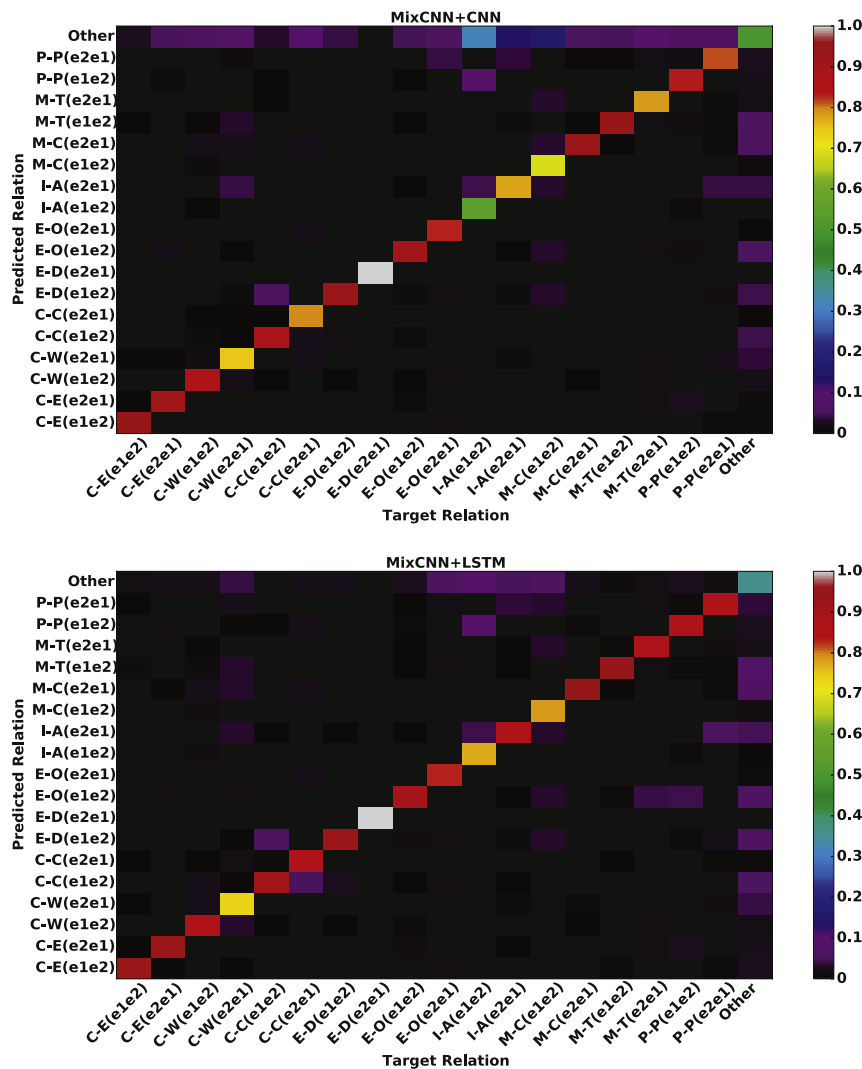 MixCNN+CNN
Predicted Relation
Other
P-P(e2e1)
P-P(e1e2)
M-T(e2e1)
M-T(e1e2)
M-C(e2e1)
M-C(e1e2)
I-A(e2e1)
I-A(e1e2)
E-O(e2e1)
E-O(e1e2)
E-D(e2e1)
E-D(e1e2)
C-C(e2e1)
C-C(e1e2)
C-W(e2e1)
C-W(e1e2)
C-E(e2e1)
C-E(e1e2)
C-E(e1e2) C-E(e2e1) C-W(e1e2) C-W(e2e1) C-C(e1e2) C-C(e2e1) E-D(e1e2) E-D(e2e1) E-O(e1e2) E-O(e2e1) I-A(e1e2) I-A(e2e1) M-C(e1e2) M-C(e2e1) M-T(e1e2) M-T(e2e1) P-P(e1e2) P-P(e2e1) Other
Target Relation
1.0
0.9
0.8
0.7
0.6
0.5
0.4
0.3
0.2
0.1
0
MixCNN+LSTM
Predicted Relation
Other
P-P(e2e1)
P-P(e1e2)
M-T(e2e1)
M-T(e1e2)
M-C(e2e1)
M-C(e1e2)
I-A(e2e1)
I-A(e1e2)
E-O(e2e1)
E-O(e1e2)
E-D(e2e1)
E-D(e1e2)
C-C(e2e1)
C-C(e1e2)
C-W(e2e1)
C-W(e1e2)
C-E(e2e1)
C-E(e1e2)
C-E(e1e2) C-E(e2e1) C-W(e1e2) C-W(e2e1) C-C(e1e2) C-C(e2e1) E-D(e1e2) E-D(e2e1) E-O(e1e2) E-O(e2e1) I-A(e1e2) I-A(e2e1) M-C(e1e2) M-C(e2e1) M-T(e1e2) M-T(e2e1) P-P(e1e2) P-P(e2e1) Other
Target Relation
1.0
0.9
0.8
0.7
0.6
0.5
0.4
0.3
0.2
0.1
0